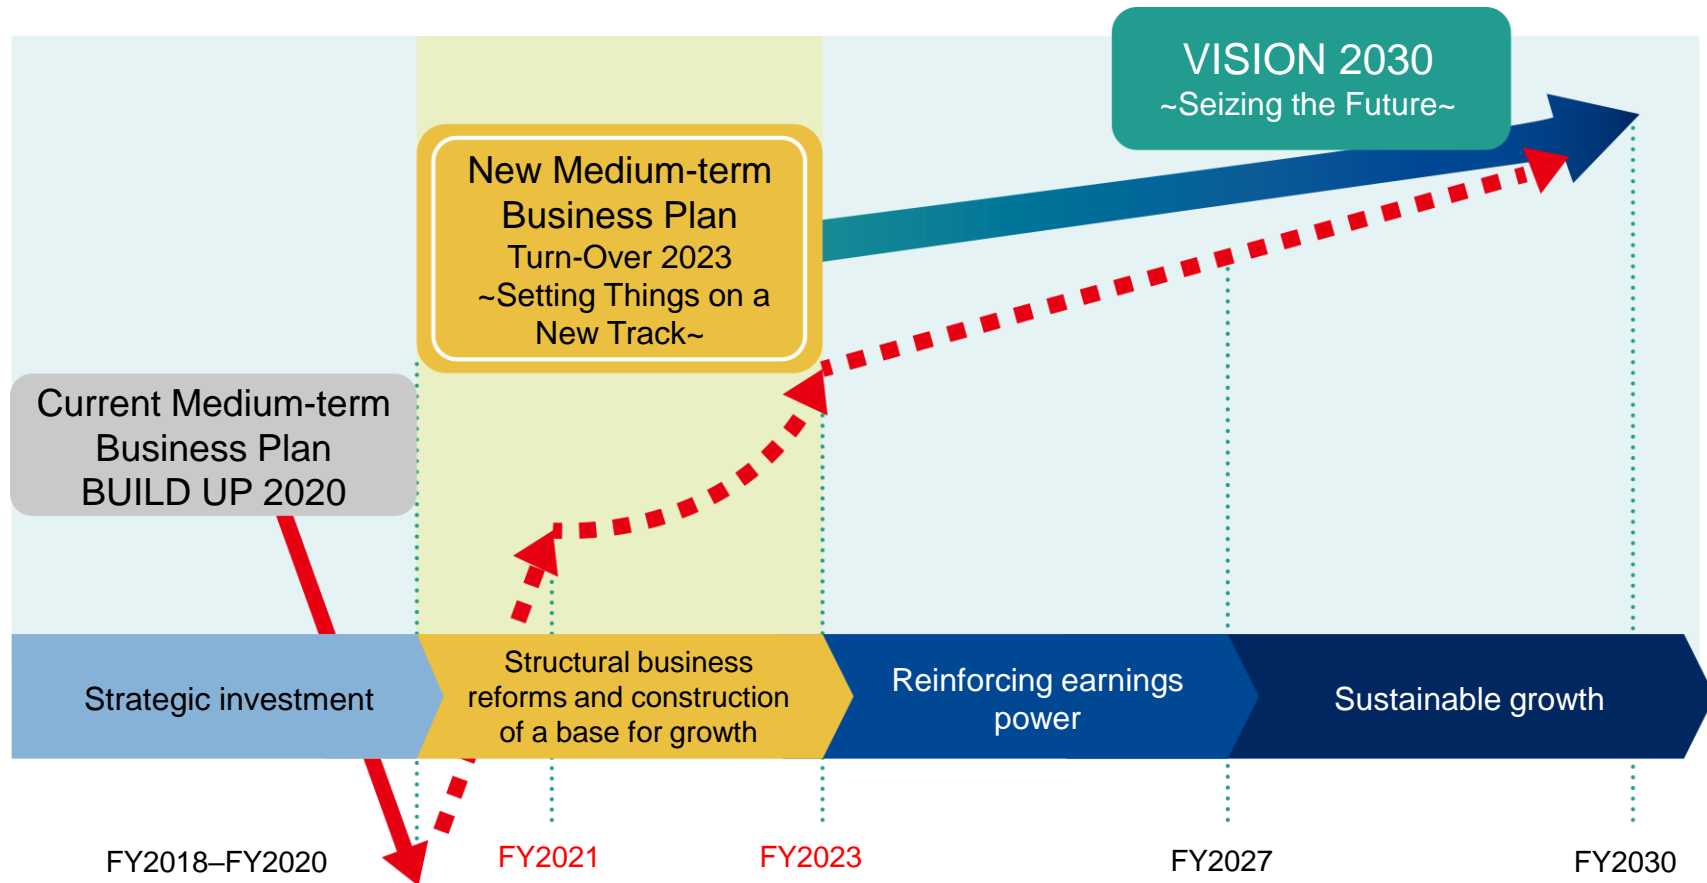 VISION 2030
~Seizing the Future~
New Medium-term
Business Plan
Turn-Over 2023
~Setting Things on a
New Track~
Current Medium-term
Business Plan
BUILD UP 2020
Strategic investment
Structural business
reforms and construction
of a base for growth
Reinforcing earnings
power
Sustainable growth
FY2018–FY2020
FY2021
FY2023
FY2027
FY2030